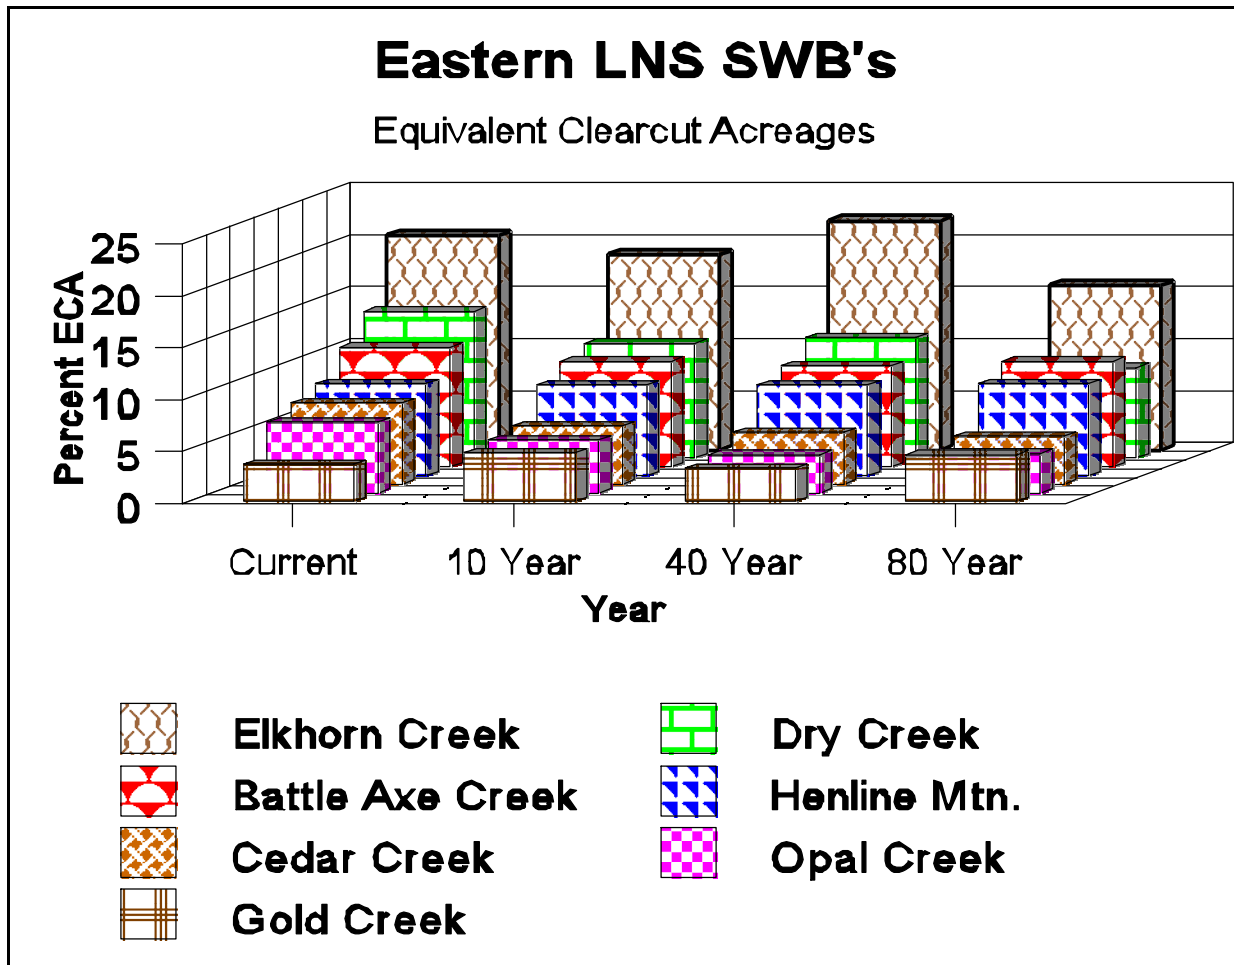 Eastern LNS SWB's
Equivalent Clearcut Acreages
Percent ECA
25
20
15
10
5
0
Current 10 Year 40 Year 80 Year
Year
Elkhorn Creek Dry Creek
Battle Axe Creek Henline Mtn.
Cedar Creek Opal Creek
Gold Creek